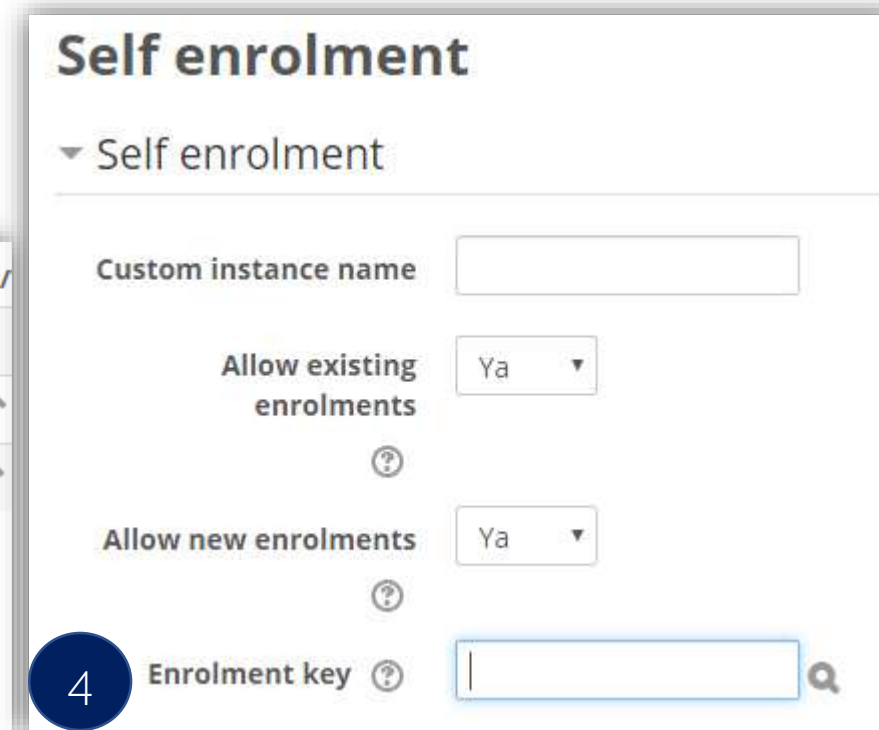 Self enrolment
Self enrolment
Custom instance name
Allow existing Ya
enrolments
Allow new enrolments Ya
4 Enrolment key